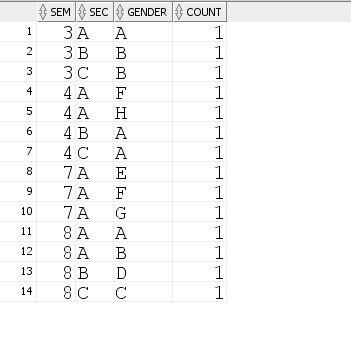 SEM SEC GENDER COUNT
1 3 A A 1
2 3 B B 1
3 3 C B 1
4 4 A F 1
5 4 A H 1
6 4 B A 1
7 4 C A 1
8 7 A E 1
9 7 A F 1
10 7 A G 1
11 8 A A 1
12 8 A B 1
13 8 B D 1
14 8 C C 1